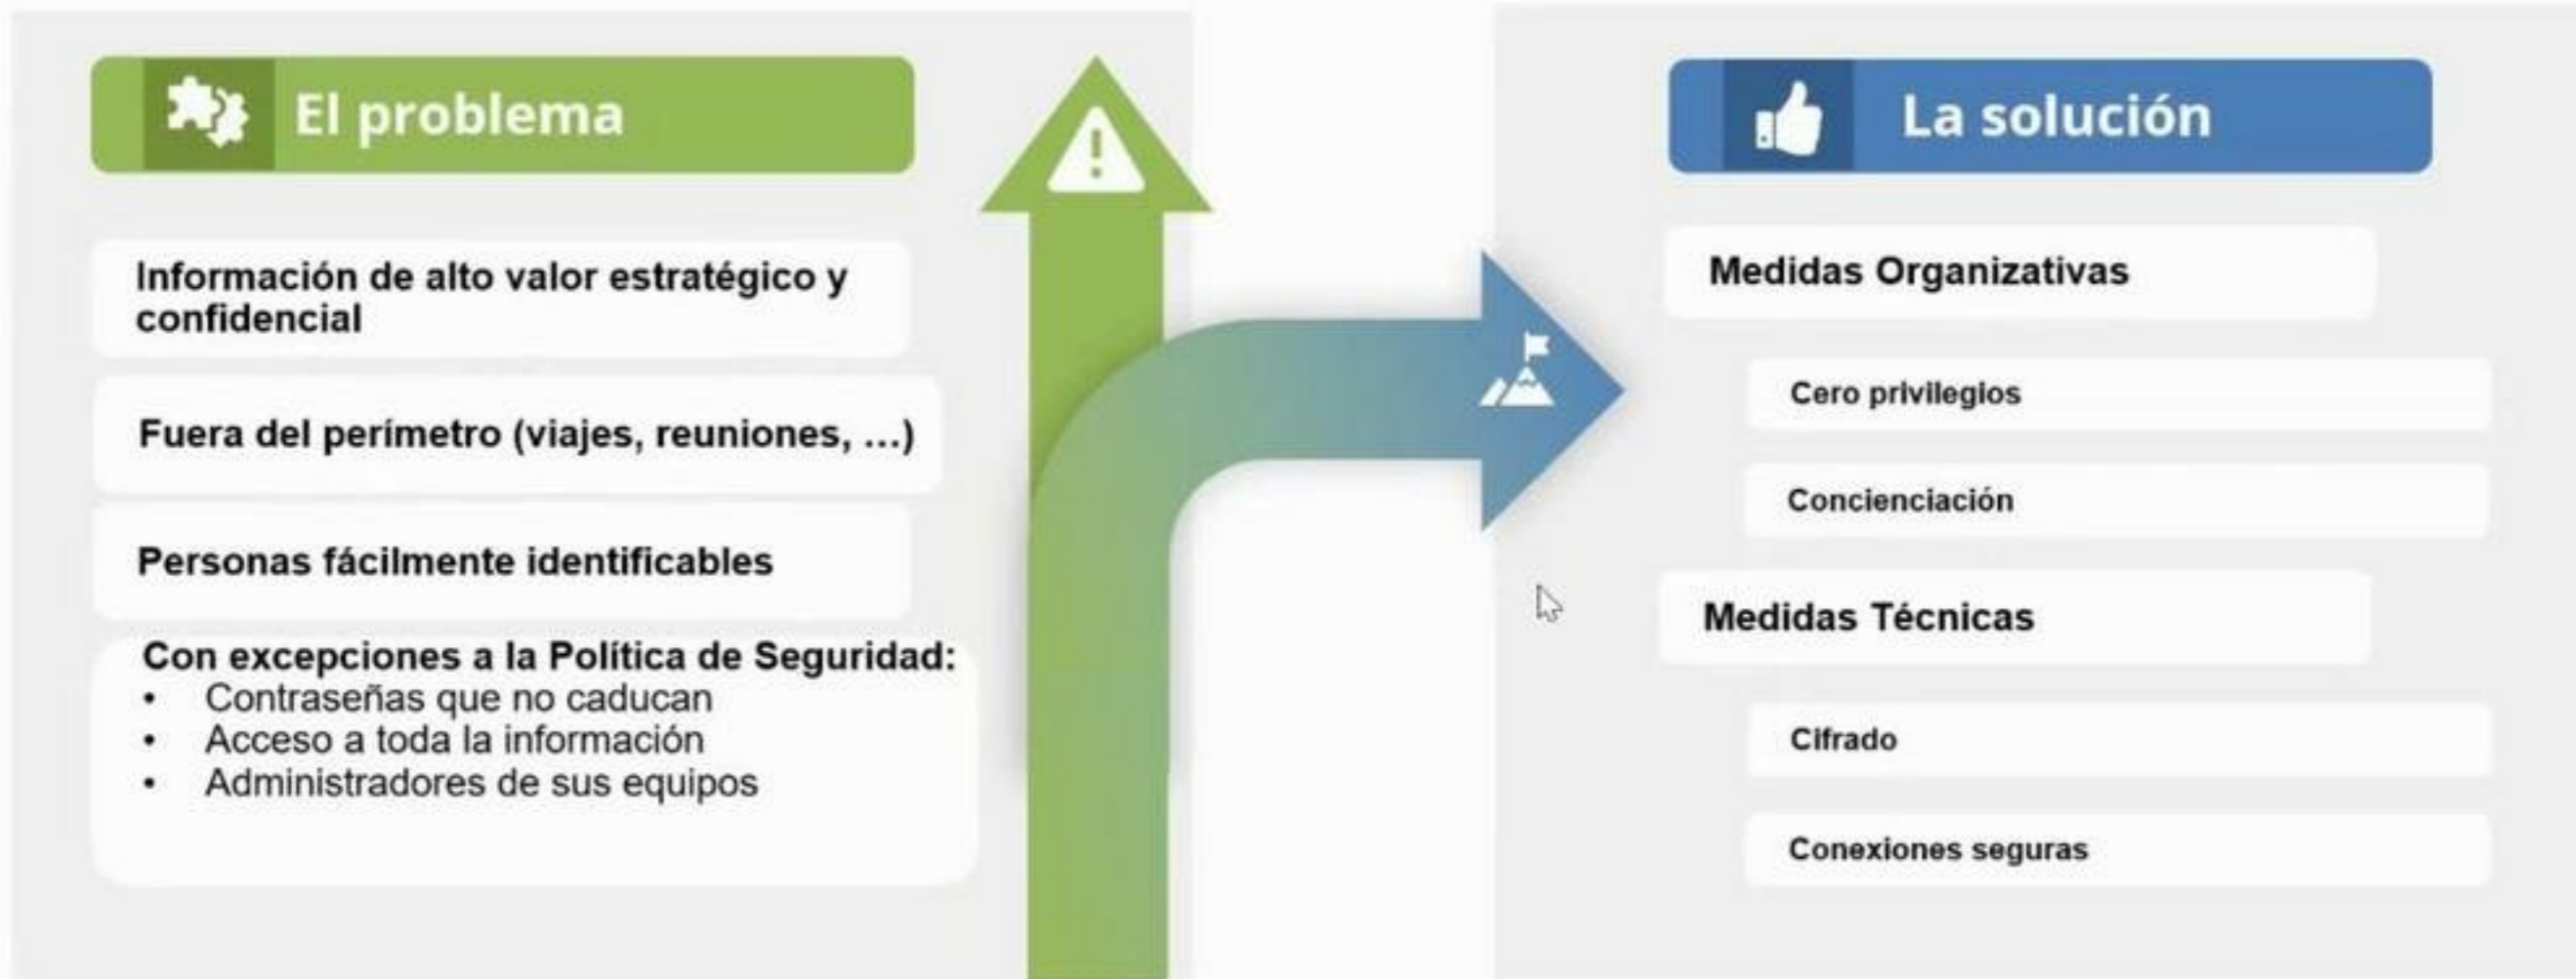 El problema
Información de alto valor estratégico y
confidencial
Fuera del perímetro (viajes, reuniones, ...)
Personas fácilmente identificables
Con excepciones a la Política de Seguridad:
• Contraseñas que no caducan
• Acceso a toda la información
• Administradores de sus equipos
La solución
Medidas Organizativas
Cero privilegios
Concienciación
Medidas Técnicas
Cifrado
Conexiones seguras